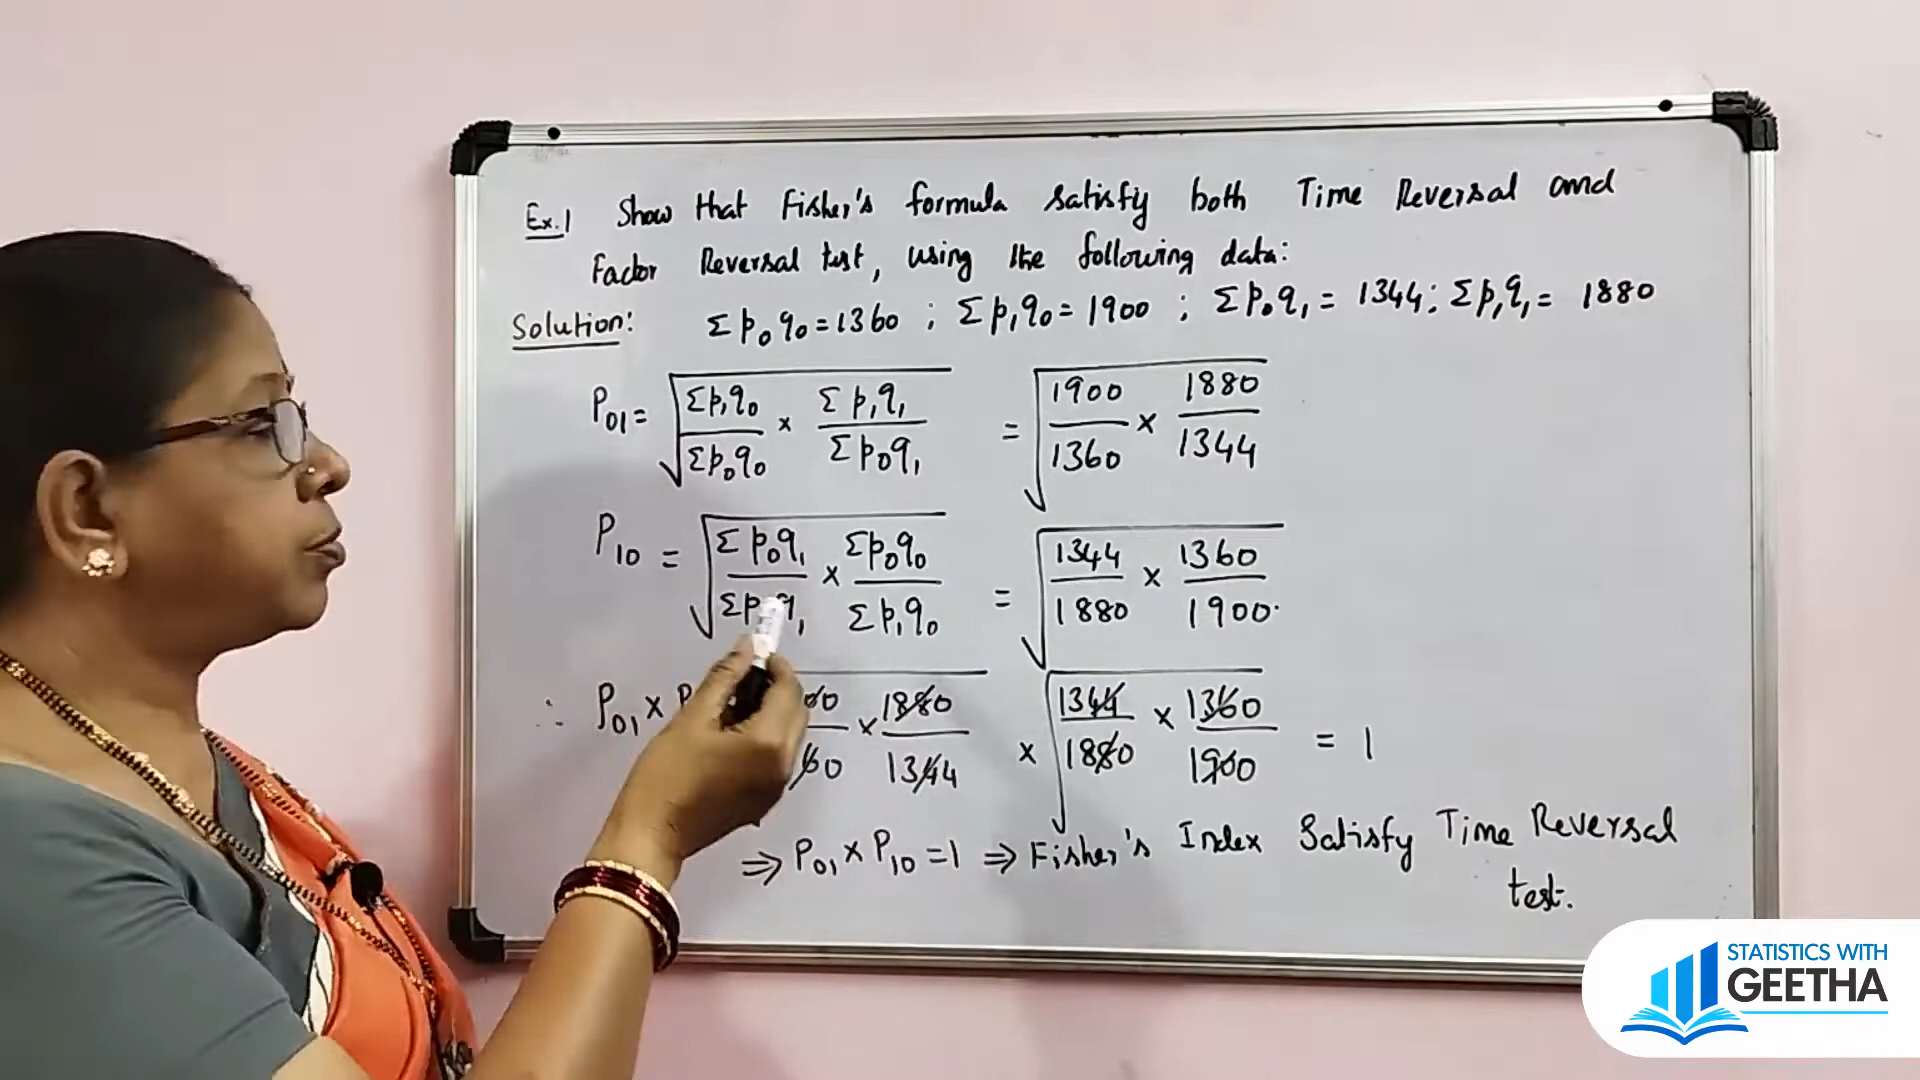 Ex.1 Show that Fisher's formula satisfy both Time Reversal and
Factor Reversal test, using the following data:
Solution: Σp₀q₀ = 1360 ; Σp₁q₀ = 1900 ; Σp₀q₁ = 1344 ; Σp₁q₁ = 1880
P₀₁ = √(Σp₁q₀/Σp₀q₀ × Σp₁q₁/Σp₀q₁) = √(1900/1360 × 1880/1344)
P₁₀ = √(Σp₀q₁/Σp₁q₁ × Σp₀q₀/Σp₁q₀) = √(1344/1880 × 1360/1900)
∴ P₀₁ × × 1880/1344 × √(1344/1880 × 1360/1900) = 1
⇒ P₀₁ × P₁₀ = 1 ⇒ Fisher's Index Satisfy Time Reversal
test.
STATISTICS WITH
GEETHA